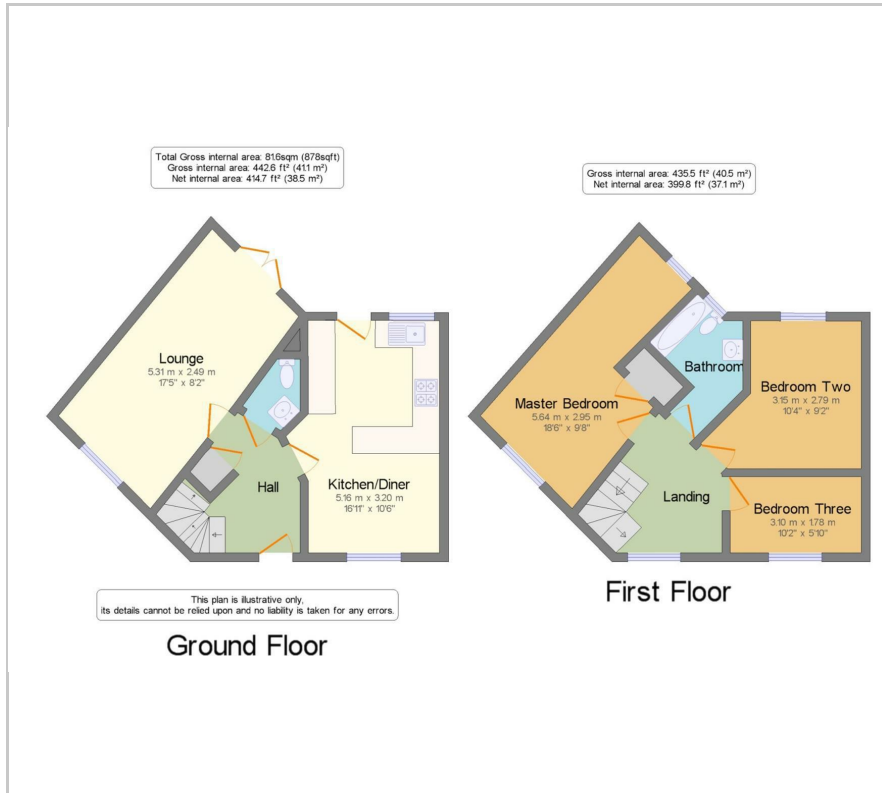 Total Gross internal area: 81.6sqm (878sqft)
Gross internal area: 442.6 ft² (41.1 m²)
Net internal area: 414.7 ft² (38.5 m²)
Gross internal area: 435.5 ft² (40.5 m²)
Net internal area: 399.8 ft² (37.1 m²)
Lounge
5.31 m x 2.49 m
17'5" x 8'2"
Kitchen/Diner
5.16 m x 3.20 m
16'11" x 10'6"
Hall
This plan is illustrative only,
its details cannot be relied upon and no liability is taken for any errors.
Ground Floor
Bathroom
Master Bedroom
5.64 m x 2.95 m
18'6" x 9'8"
Bedroom Two
3.15 m x 2.79 m
10'4" x 9'2"
Landing
Bedroom Three
3.10 m x 1.78 m
10'2" x 5'10"
First Floor